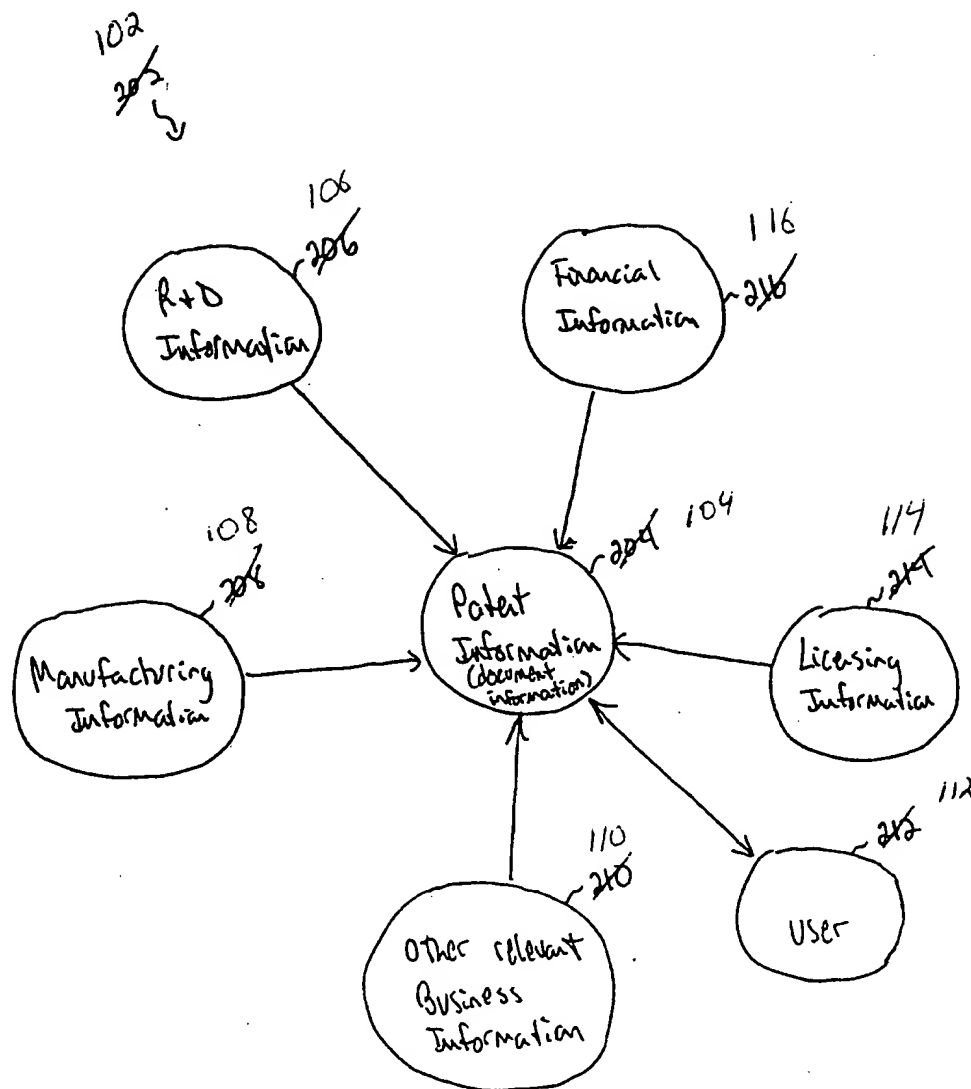 102
202
106
206
R+D
Information
116
216
Financial
Information
108
208
Manufacturing
Information
204 104
Patent
Information
(document
information)
114
214
Licensing
Information
110
210
Other relevant
Business
Information
212 112
User